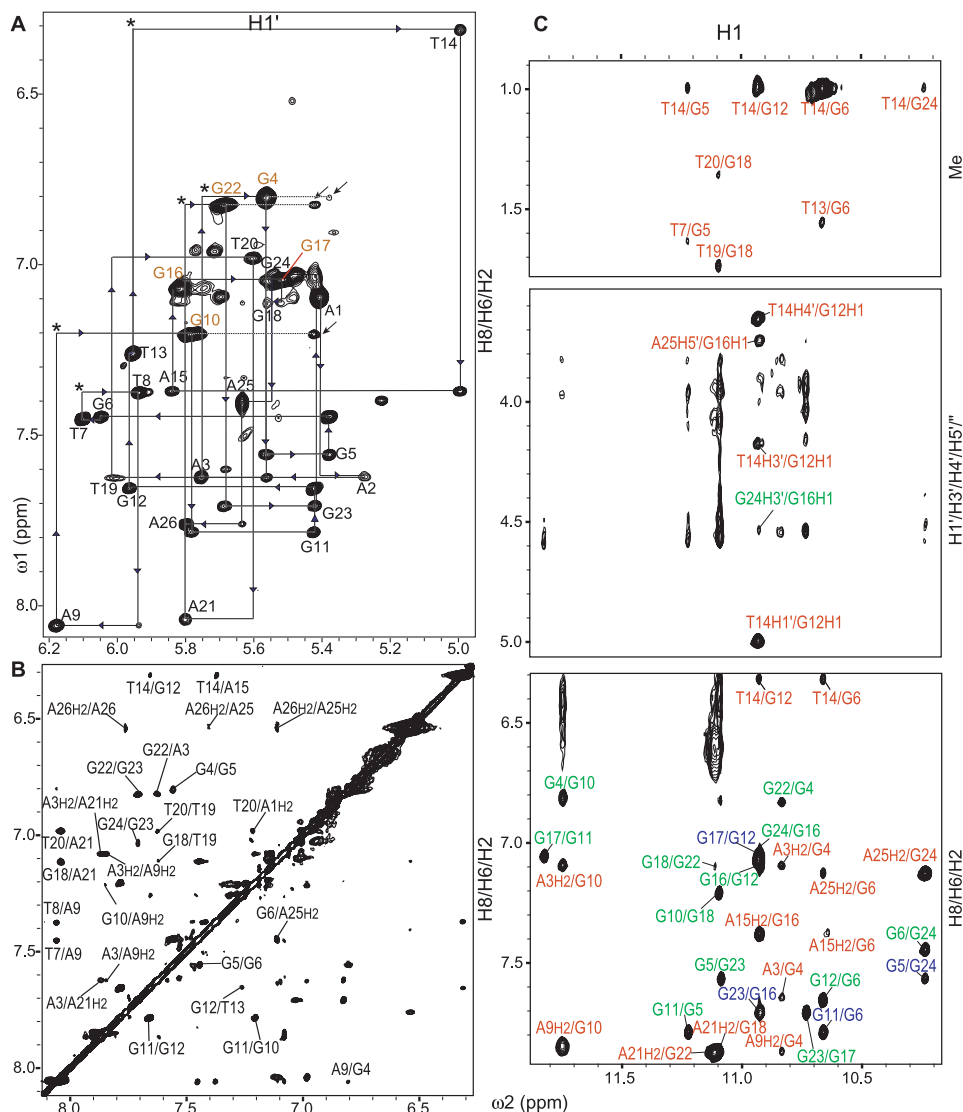 A
H1'
*
*
T14
6.5
*
G22
*
G4
7.0
T20
G24
G17
G16
G18
A1
*
G10
T13
*
T8
A15
A25
G6
T7
7.5
G5
A3
A2
T19
G12
G23
A26
G11
8.0
A9
A21
6.2
6.0
5.8
5.6
5.4
5.2
5.0
ω1 (ppm)
H8/H6/H2
B
T14/G12
T14/A15
6.5
A26H2/A26
A26H2/A25
A26H2/A25H2
G22/A3
G22/G23
G4/G5
A3H2/A21H2
T20/T19
T20/A1H2
7.0
G24/G23
T20/A21
G18/T19
G18/A21
A3H2/A9H2
G10/A9H2
G6/A25H2
T8/A9
T7/A9
7.5
A3/A9H2
G5/G6
A3/A21H2
G12/T13
G11/G12
G11/G10
A9/G4
8.0
8.0
7.5
7.0
6.5
ω1 (ppm)
H8/H6/H2
C
H1
1.0
T14/G5
T14/G12
T14/G6
T14/G24
T20/G18
1.5
T13/G6
T7/G5
T19/G18
Me
T14H4'/G12H1
A25H5'/G16H1
4.0
T14H3'/G12H1
G24H3'/G16H1
4.5
T14H1'/G12H1
5.0
H1'/H3'/H4'/H5'/"
T14/G12
T14/G6
6.5
G4/G10
G22/G4
7.0
G17/G11
G17/G12
G24/G16
G18/G22
A3H2/G4
A25H2/G24
A3H2/G10
G16/G12
A25H2/G6
G10/G18
A15H2/G16
A15H2/G6
G6/G24
7.5
G5/G23
A3/G4
G12/G6
G5/G24
G23/G16
G11/G5
G11/G6
A9H2/G10
A21H2/G18
A21H2/G22
A9H2/G4
G23/G17
8.0
11.5
11.0
10.5
H8/H6/H2
ω2 (ppm)